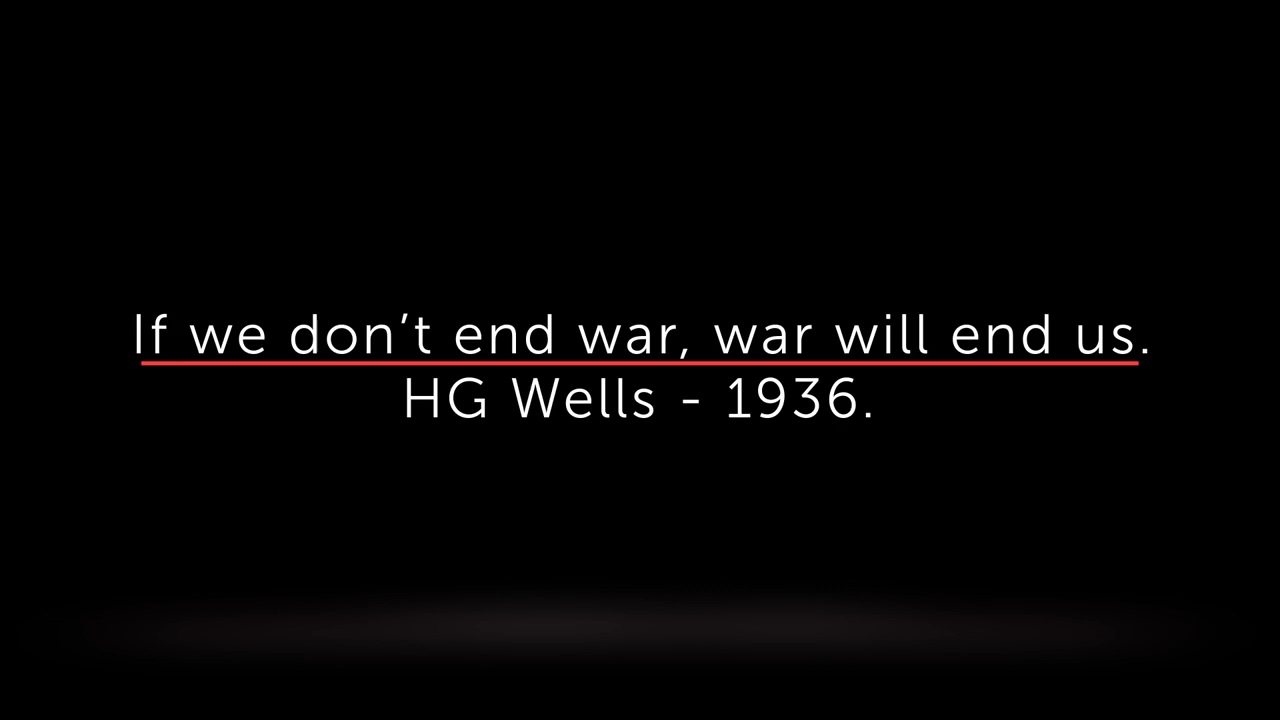 If we don’t end war, war will end us.
HG Wells - 1936.